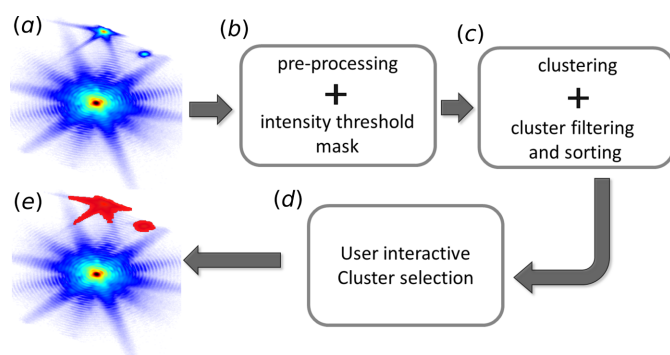 (a)
(b)
pre-processing
+
intensity threshold
mask
(c)
clustering
+
cluster filtering
and sorting
(d)
User interactive
Cluster selection
(e)